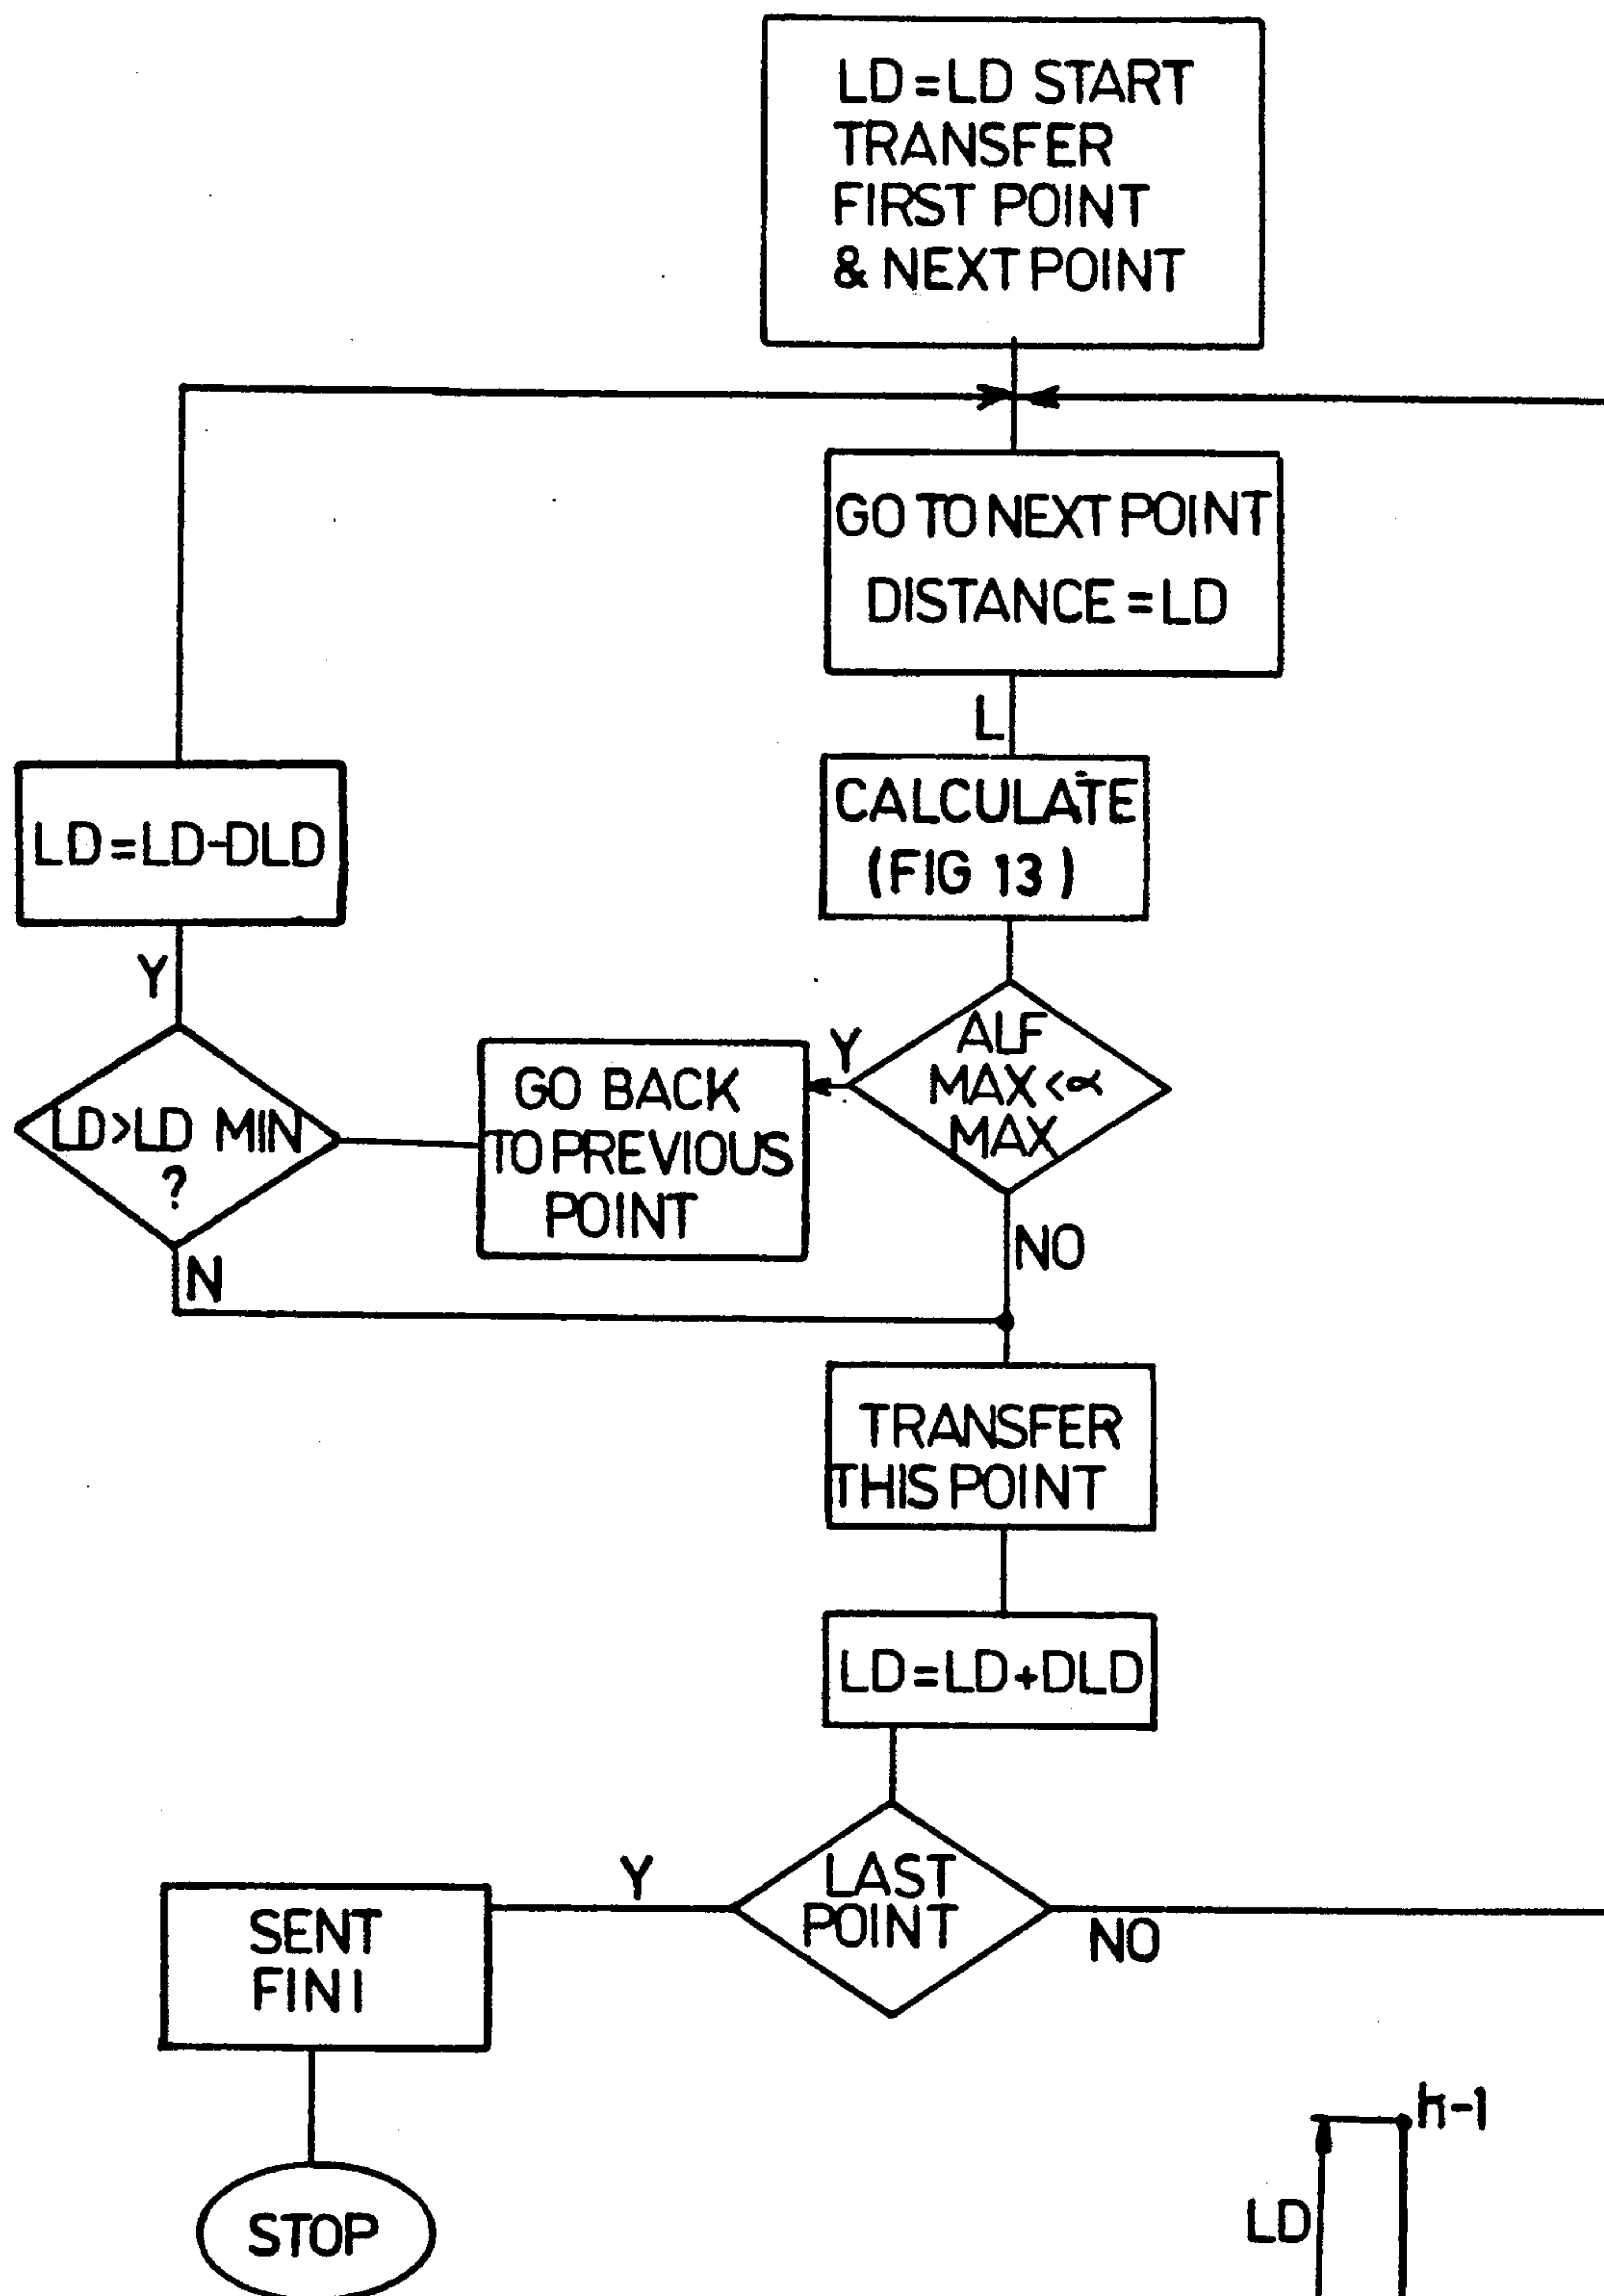 LD=LD START
TRANSFER
FIRST POINT
& NEXT POINT
GO TO NEXT POINT
DISTANCE=LD
L
CALCULATE
(FIG 13)
LD=LD-DLD
Y
ALF
MAX<α
MAX
Y
GO BACK
TO PREVIOUS
POINT
LD>LD MIN
?
N
NO
TRANSFER
THIS POINT
LD=LD+DLD
LAST
POINT
Y
NO
SENT
FINI
STOP
h-1
LD